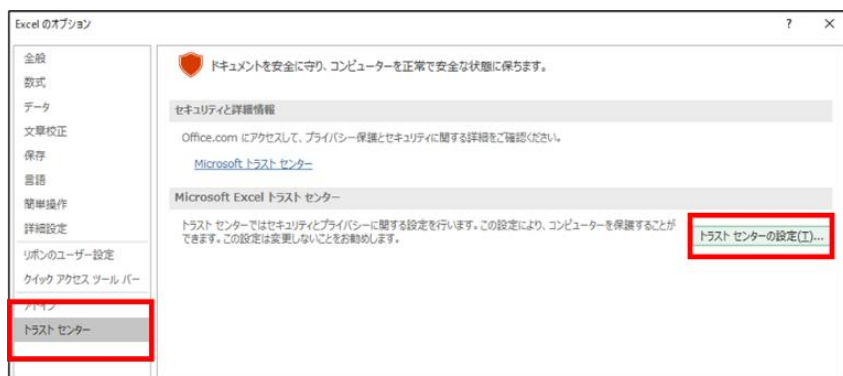 Excel のオプション
? ×
全般
数式
データ
文章校正
保存
言語
簡単操作
詳細設定
リボンのユーザー設定
クイック アクセス ツール バー
アドイン
トラスト センター
ドキュメントを安全に守り、コンピューターを正常で安全な状態に保ちます。
セキュリティと詳細情報
Office.com にアクセスして、プライバシー保護とセキュリティに関する詳細をご確認ください。
Microsoft トラスト センター
Microsoft Excel トラスト センター
トラスト センターではセキュリティとプライバシーに関する設定を行います。この設定により、コンピューターを保護することが
できます。この設定は変更しないことをお勧めします。
トラスト センターの設定(T)...